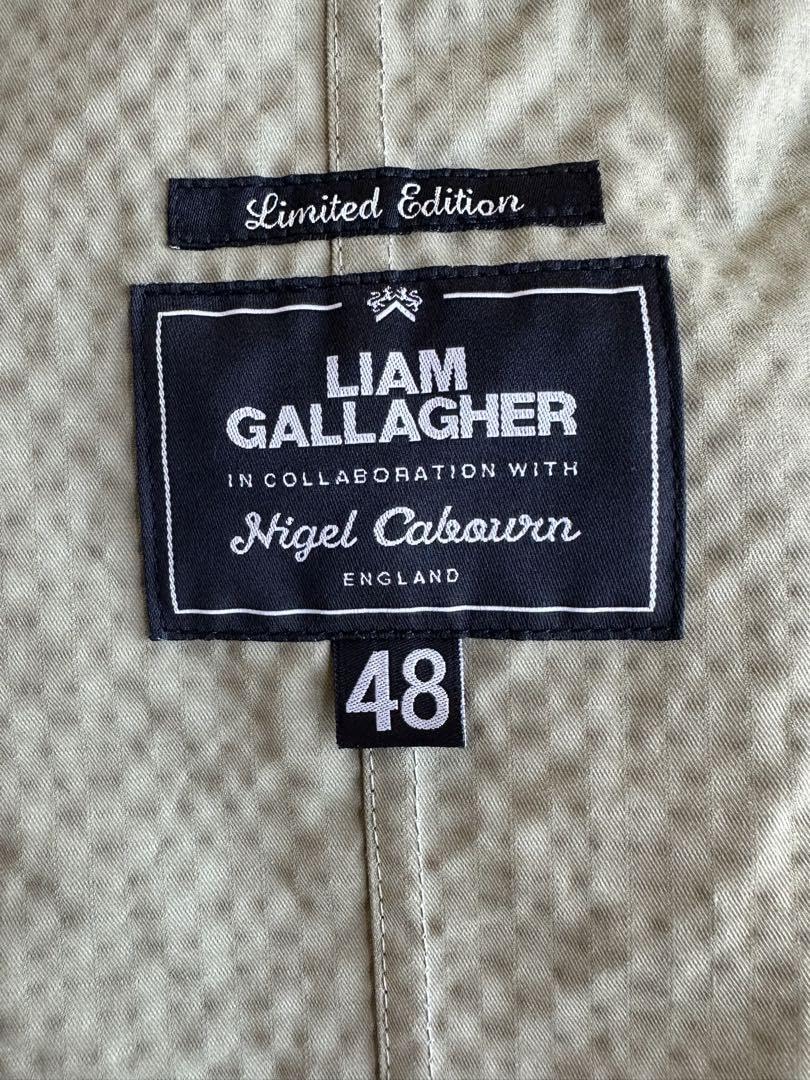 Limited Edition
LIAM
GALLAGHER
IN COLLABORATION WITH
Nigel Cabourn
ENGLAND
48